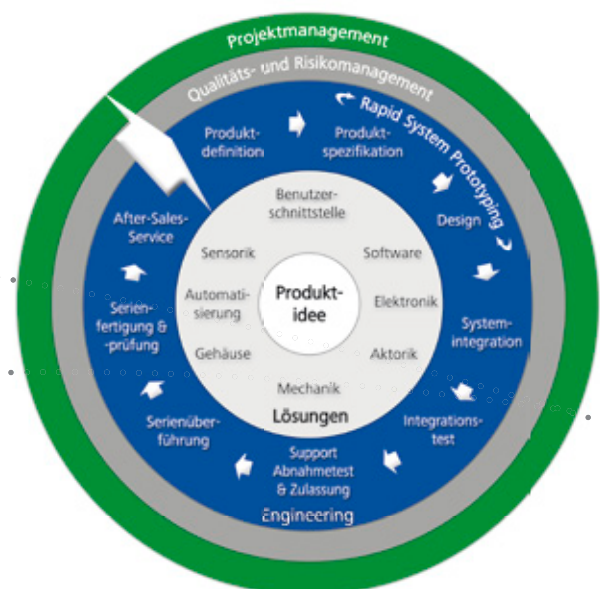 Projektmanagement
Qualitäts- und Risikomanagement
Rapid System Prototyping
Produkt-
definition
Produkt-
spezifikation
Design
System-
integration
Integrations-
test
Support
Abnahmetest
& Zulassung
Serienüber-
führung
Serien-
fertigung &
-prüfung
After-Sales-
Service
Engineering
Benutzer-
schnittstelle
Sensorik
Software
Automati-
sierung
Elektronik
Gehäuse
Aktorik
Mechanik
Lösungen
Produkt-
idee